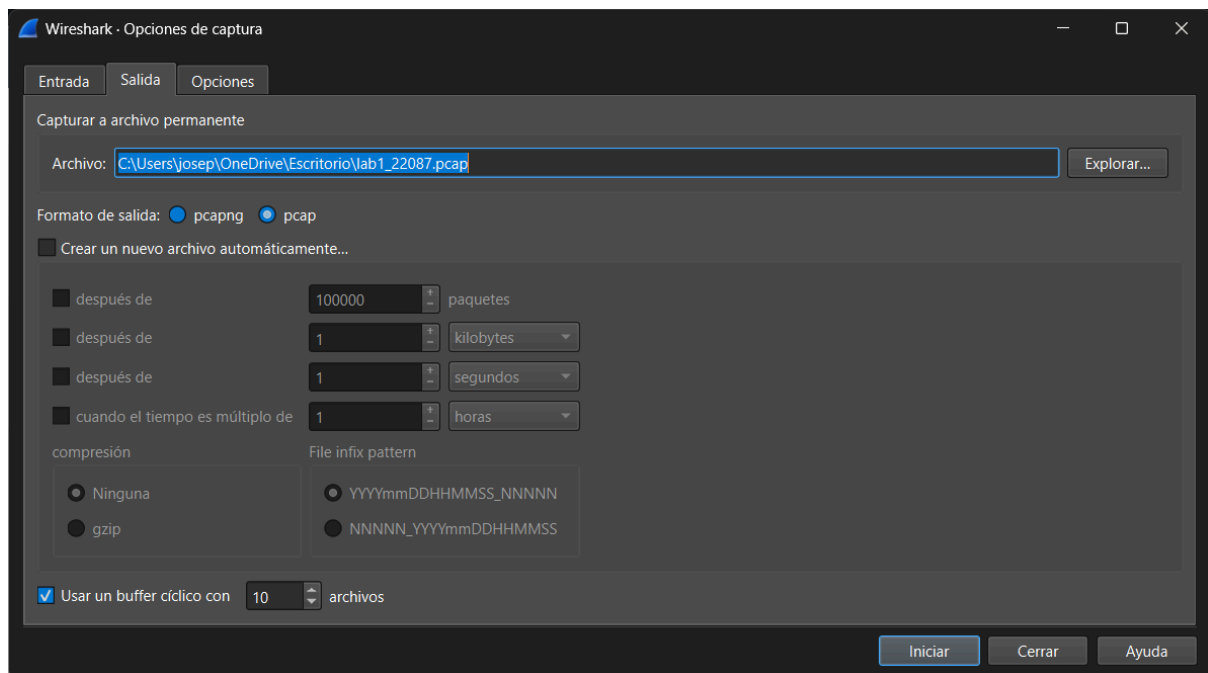 Wireshark · Opciones de captura
Entrada Salida Opciones
Capturar a archivo permanente
Archivo: C:\Users\josep\OneDrive\Escritorio\lab1_22087.pcap Explorar...
Formato de salida: pcapng pcap
Crear un nuevo archivo automáticamente...
después de 100000 paquetes
después de 1 kilobytes
después de 1 segundos
cuando el tiempo es múltiplo de 1 horas
compresión File infix pattern
Ninguna YYYYmmDDHHMMSS_NNNNN
gzip NNNNN_YYYYmmDDHHMMSS
Usar un buffer cíclico con 10 archivos
Iniciar Cerrar Ayuda